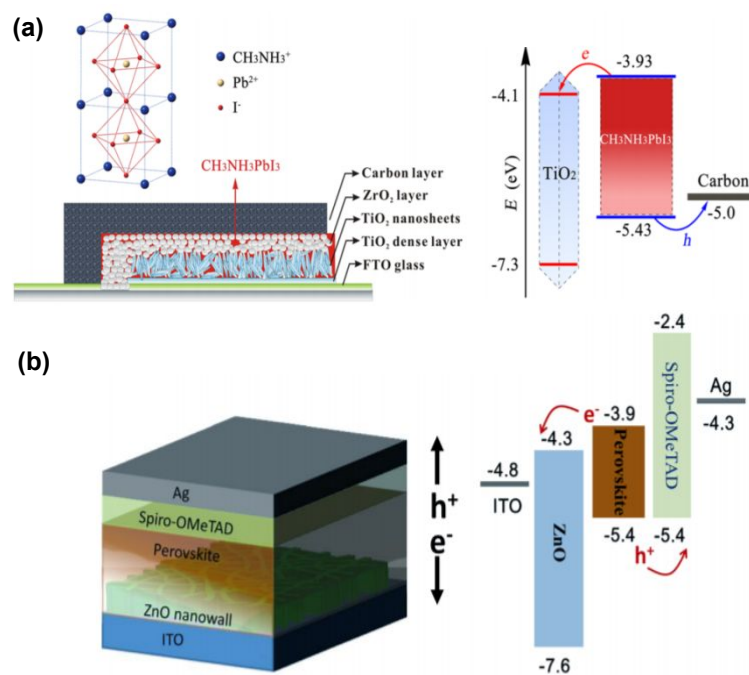 (a)
CH3NH3+
Pb2+
I-
CH3NH3PbI3
Carbon layer
ZrO2 layer
TiO2 nanosheets
TiO2 dense layer
FTO glass
E (eV)
-4.1
-7.3
TiO2
e
-3.93
CH3NH3PbI3
-5.43
h
Carbon
-5.0
(b)
Ag
Spiro-OMeTAD
Perovskite
ZnO nanowall
ITO
h+
e-
-4.8
ITO
e-
-4.3
ZnO
-7.6
-3.9
Perovskite
-5.4
h+
-2.4
Spiro-OMeTAD
-5.4
Ag
-4.3